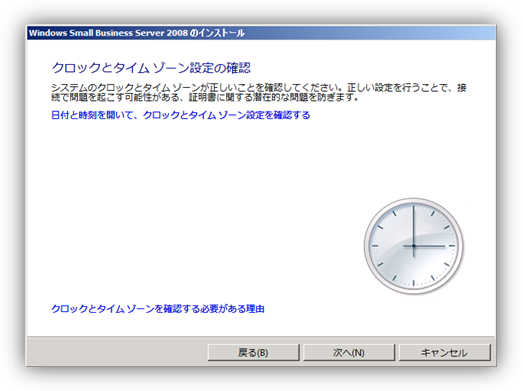 Windows Small Business Server 2008 のインストール
クロックとタイム ゾーン設定の確認
システムのクロックとタイム ゾーンが正しいことを確認してください。正しい設定を行うことで、接
続で問題を起こす可能性がある、証明書に関する潜在的な問題を防ぎます。
日付と時刻を開いて、クロックとタイム ゾーン設定を確認する
クロックとタイム ゾーンを確認する必要がある理由
戻る(B)
次へ(N)
キャンセル